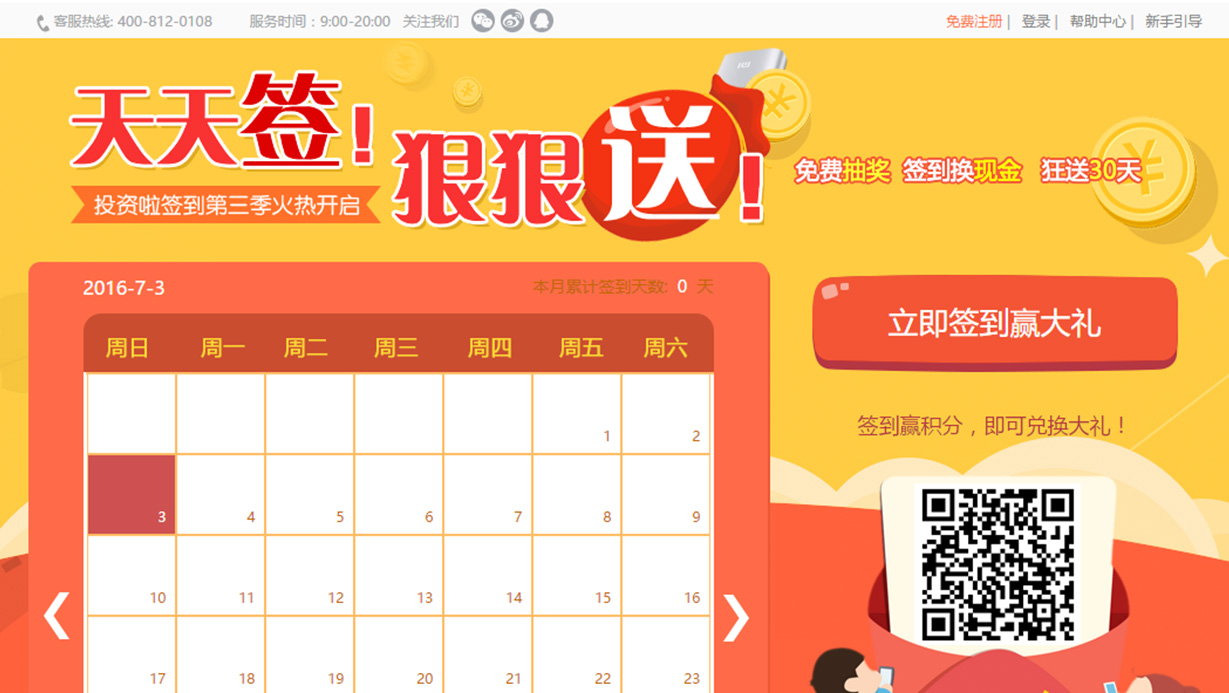 客服热线: 400-812-0108 服务时间：9:00-20:00 关注我们 免费注册 | 登录 | 帮助中心 | 新手引导
天天签！
狠狠送！
投资啦签到第三季火热开启
免费抽奖 签到换现金 狂送30天
2016-7-3 本月累计签到天数: 0 天
周日 周一 周二 周三 周四 周五 周六
1 2
3 4 5 6 7 8 9
10 11 12 13 14 15 16
17 18 19 20 21 22 23
立即签到赢大礼
签到赢积分，即可兑换大礼！